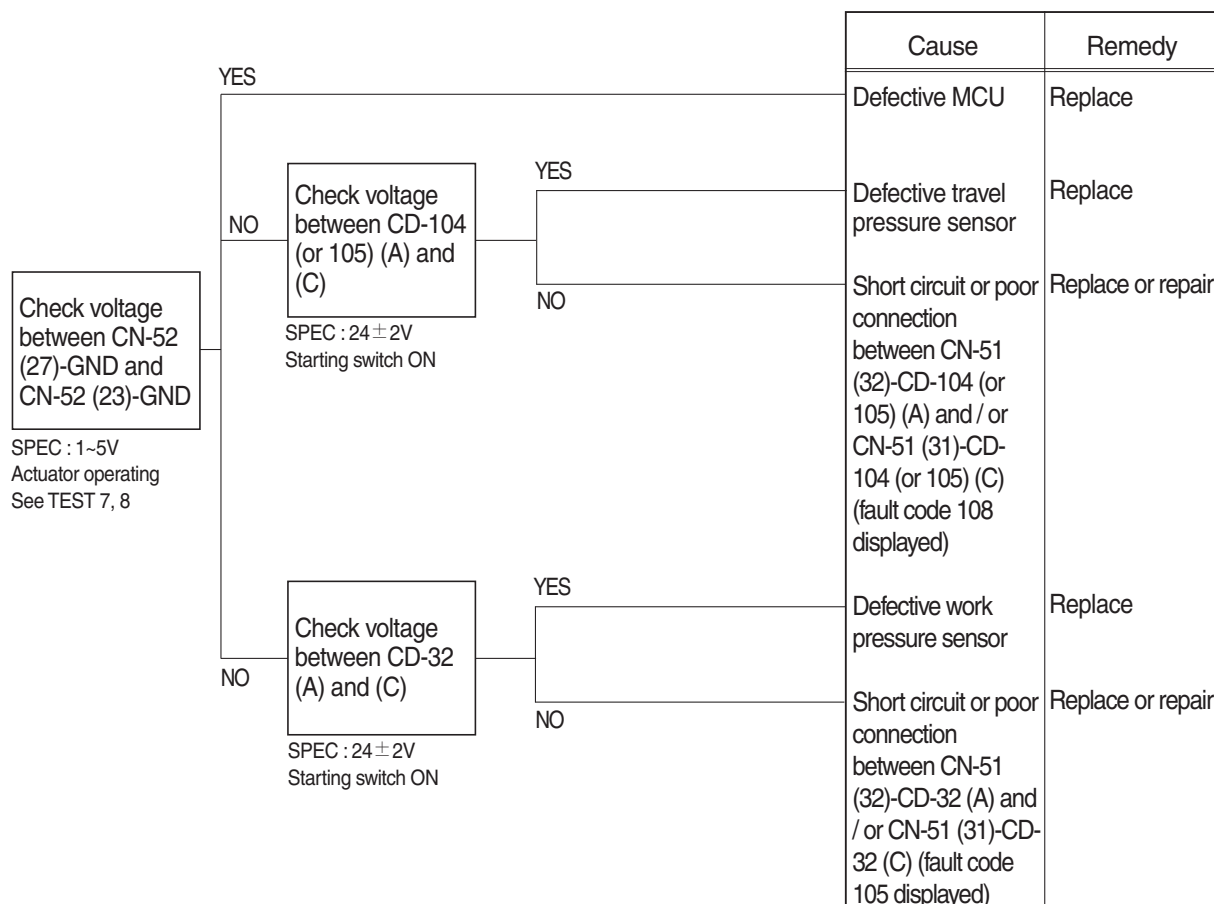 Cause
Remedy
YES
Defective MCU
Replace
Check voltage
between CD-104
(or 105) (A) and
(C)
YES
NO
Defective travel
pressure sensor
Replace
Check voltage
between CN-52
(27)-GND and
CN-52 (23)-GND
SPEC : 1~5V
Actuator operating
See TEST 7, 8
SPEC : 24±2V
Starting switch ON
NO
Short circuit or poor
connection
between CN-51
(32)-CD-104 (or
105) (A) and / or
CN-51 (31)-CD-
104 (or 105) (C)
(fault code 108
displayed)
Replace or repair
YES
Defective work
pressure sensor
Replace
Check voltage
between CD-32
(A) and (C)
NO
SPEC : 24±2V
Starting switch ON
NO
Short circuit or poor
connection
between CN-51
(32)-CD-32 (A) and
/ or CN-51 (31)-CD-
32 (C) (fault code
105 displayed)
Replace or repair